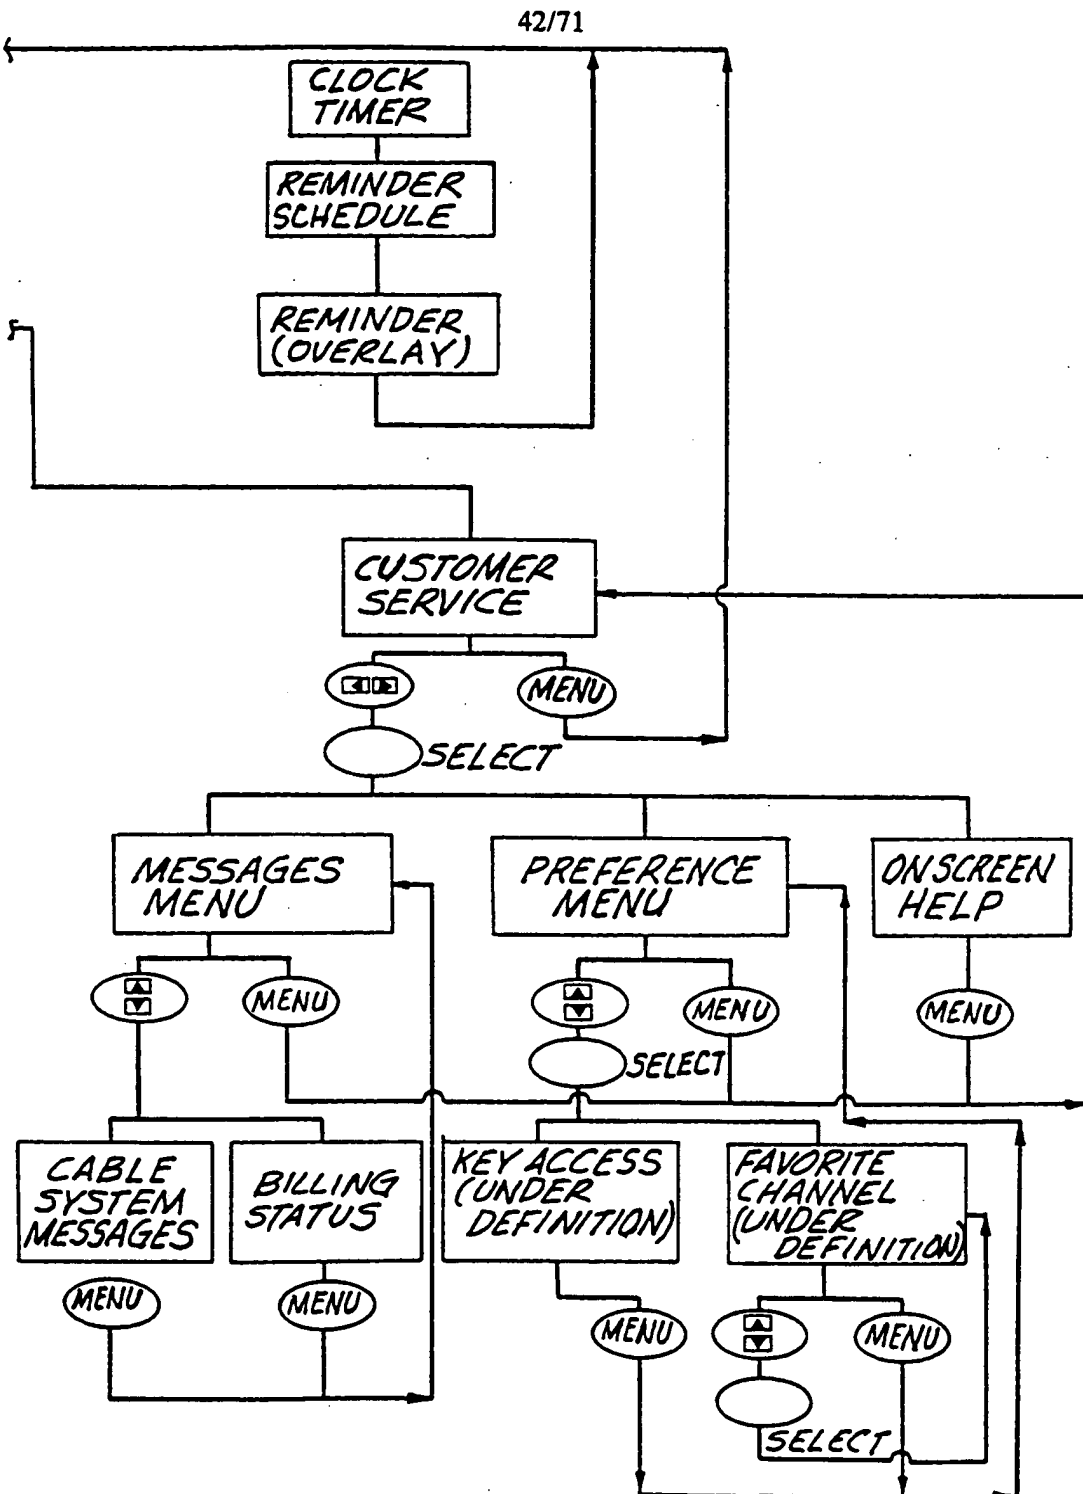 42/71
CLOCK
TIMER
REMINDER
SCHEDULE
REMINDER
(OVERLAY)
CUSTOMER
SERVICE
MENU
SELECT
MESSAGES
MENU
PREFERENCE
MENU
ON SCREEN
HELP
MENU
MENU
MENU
SELECT
CABLE
SYSTEM
MESSAGES
BILLING
STATUS
KEY ACCESS
(UNDER
DEFINITION)
FAVORITE
CHANNEL
(UNDER
DEFINITION)
MENU
MENU
MENU
MENU
SELECT